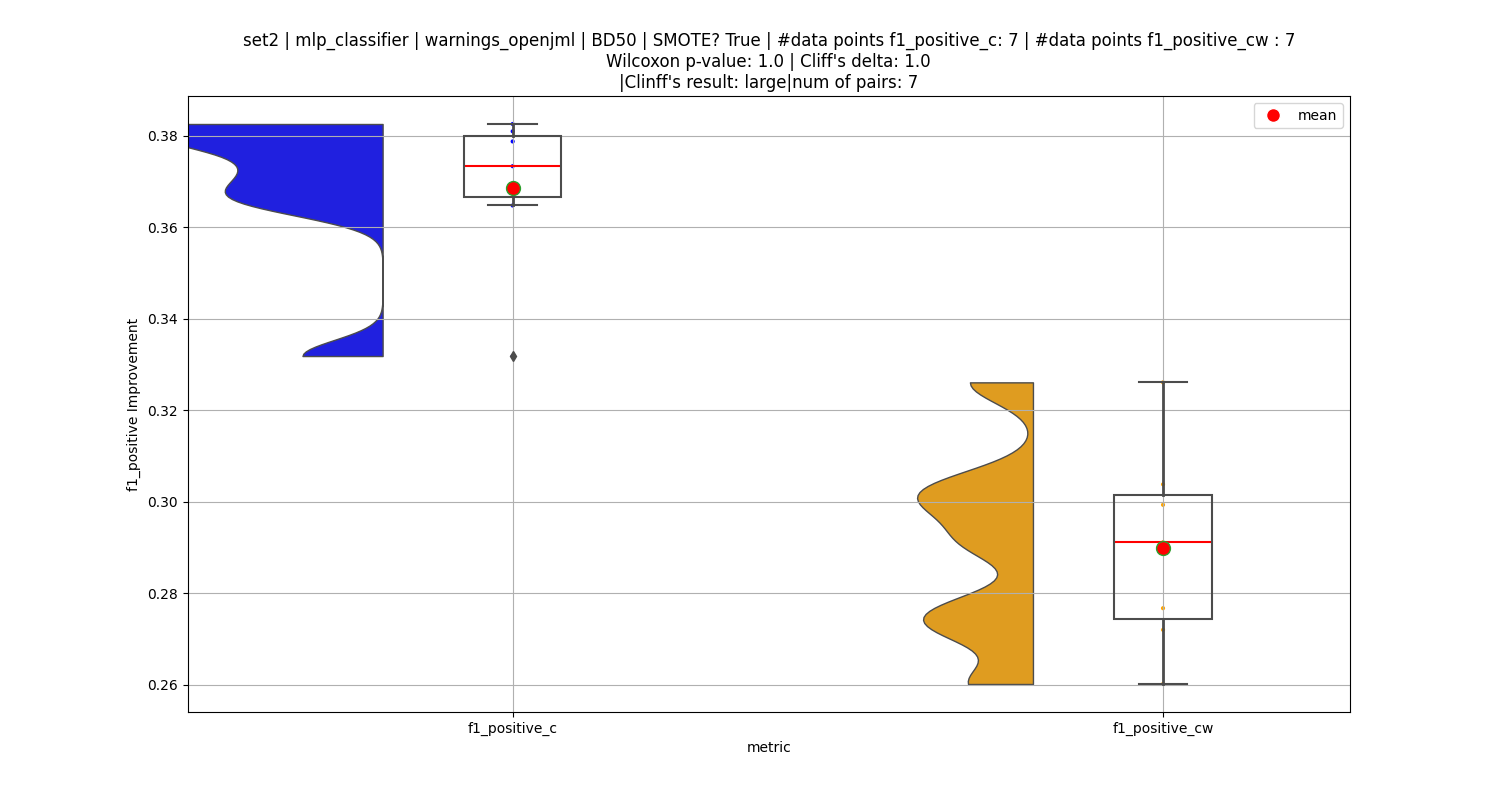 set2 | mlp_classifier | warnings_openjml | BD50 | SMOTE? True | #data points f1_positive_c: 7 | #data points f1_positive_cw : 7
Wilcoxon p-value: 1.0 | Cliff's delta: 1.0
|Clinff's result: large|num of pairs: 7
mean
0.38
0.36
0.34
0.32
0.30
0.28
0.26
f1_positive Improvement
f1_positive_c
f1_positive_cw
metric